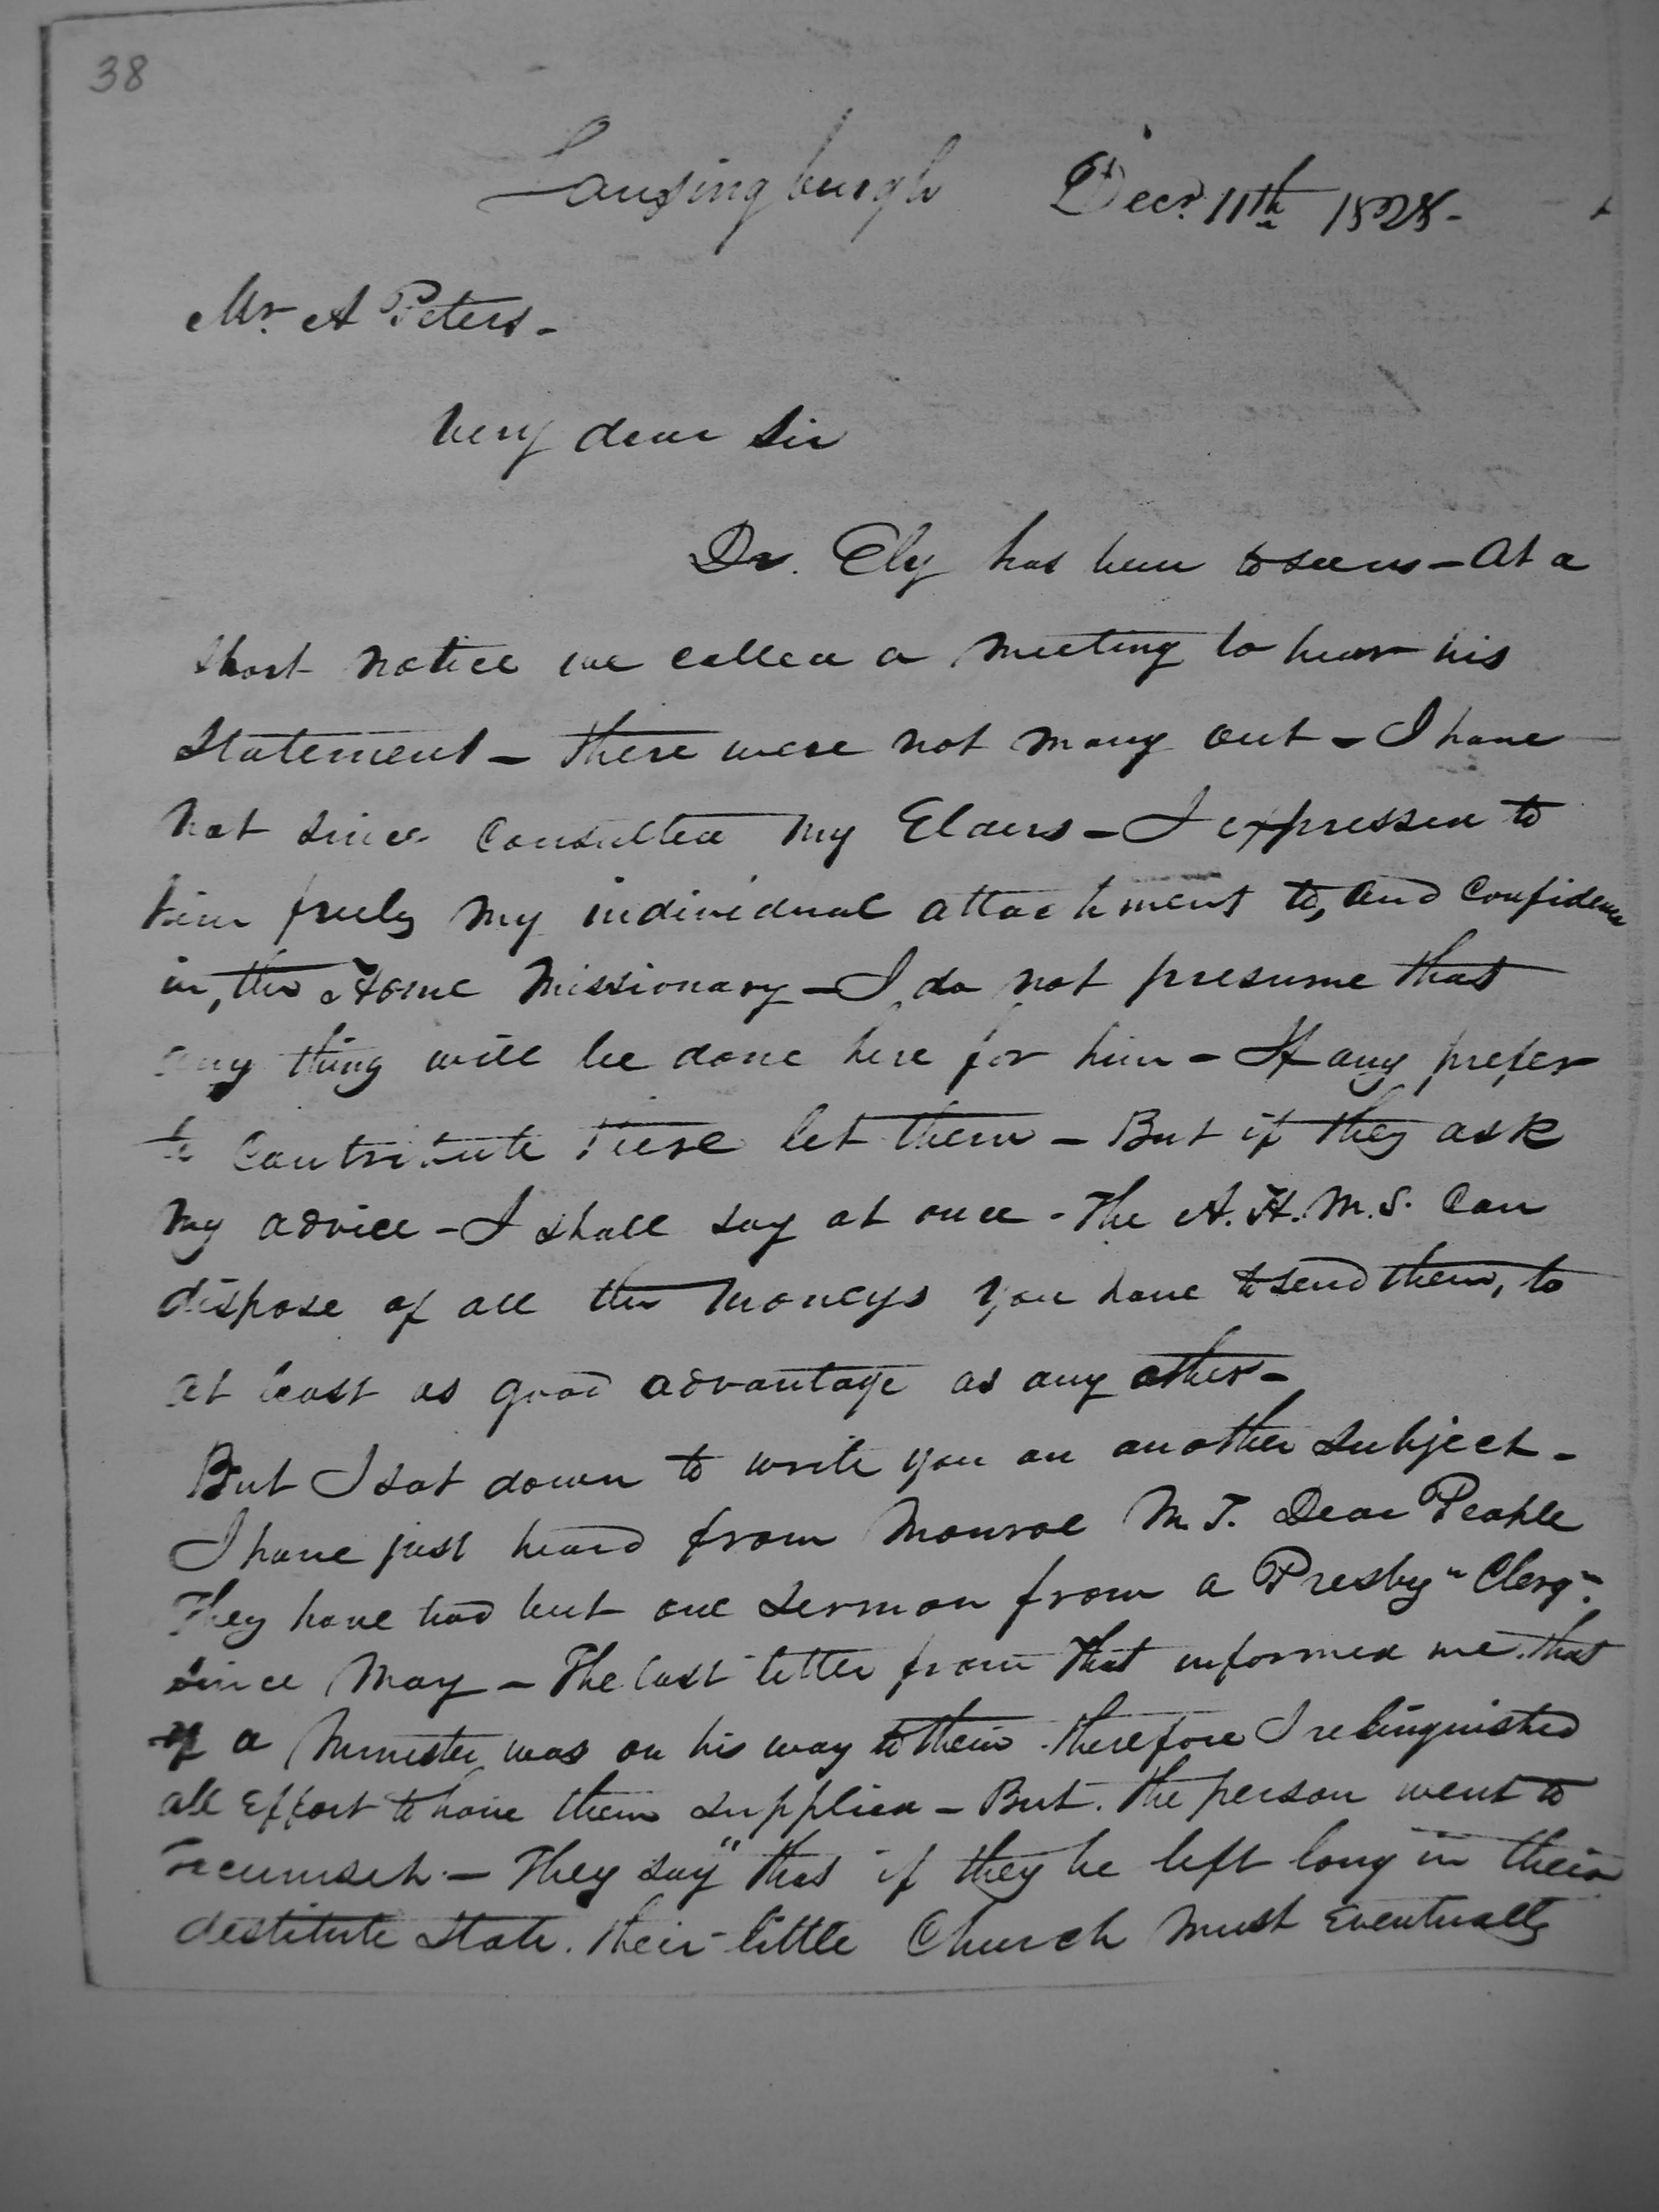 38
Lansingburgh Decr. 11th 1828-
Mr. A Peters-
Very dear Sir
Dr. Ely has been to see us - At a
short notice we called a meeting to hear his
statement - there were not many out - I have
not since consulted my Elders - I expressed to
him freely my individual attachment to, and Confidence
in, the Home Missionary - I do not presume that
any thing will be done here for him - If any prefer
to contribute there let them - But if they ask
my advice - I shall say at once - The A. H. M. S. Can
dispose of all the moneys you have to send them, to
at least as good advantage as any other -
But I sat down to write you on another subject -
I have just heard from Monroe M. T. Dear People
They have had but one sermon from a Presbyn Clergn.
since May - The last letter from that informed me that
a Minister was on his way to them - therefore I relinquished
all Effort to have them supplied - But the person went to
Tecumseh - They say "that if they be left long in their
destitute state. their little Church must Eventually